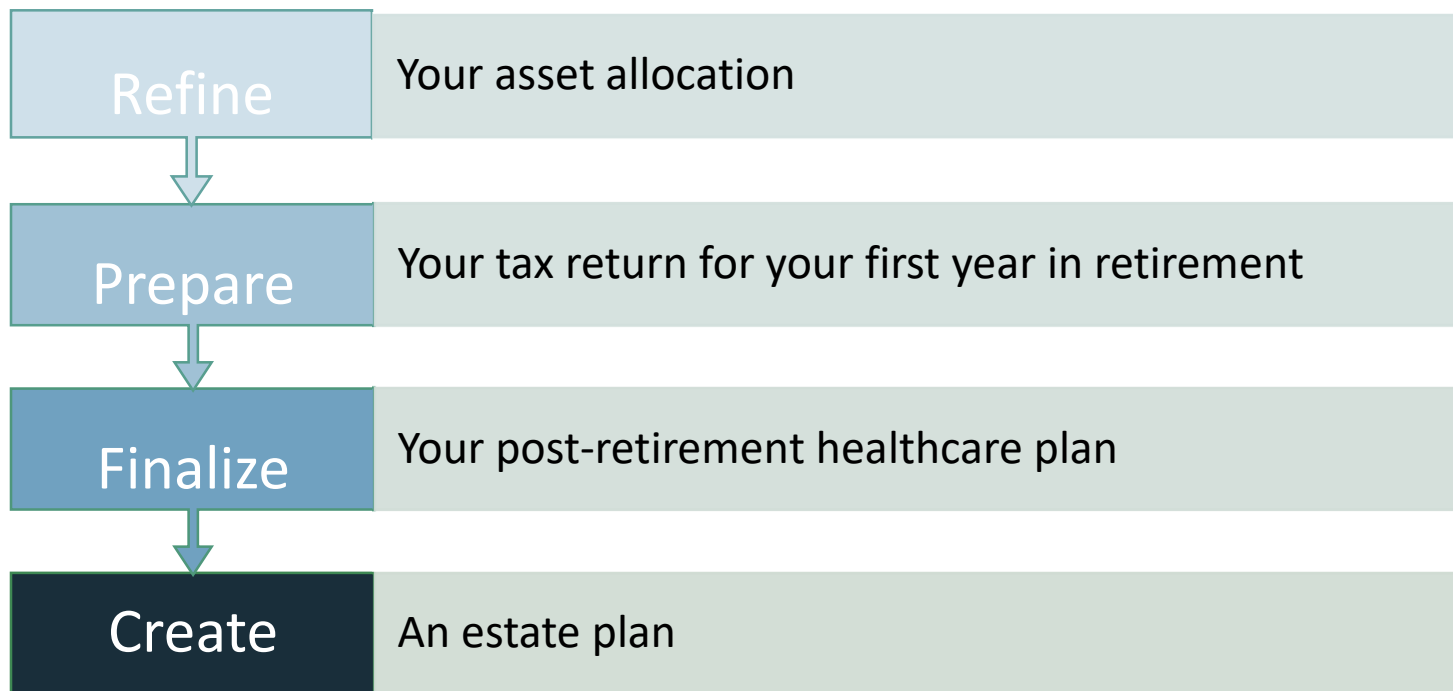 Refine
Your asset allocation
Prepare
Your tax return for your first year in retirement
Finalize
Your post-retirement healthcare plan
Create
An estate plan